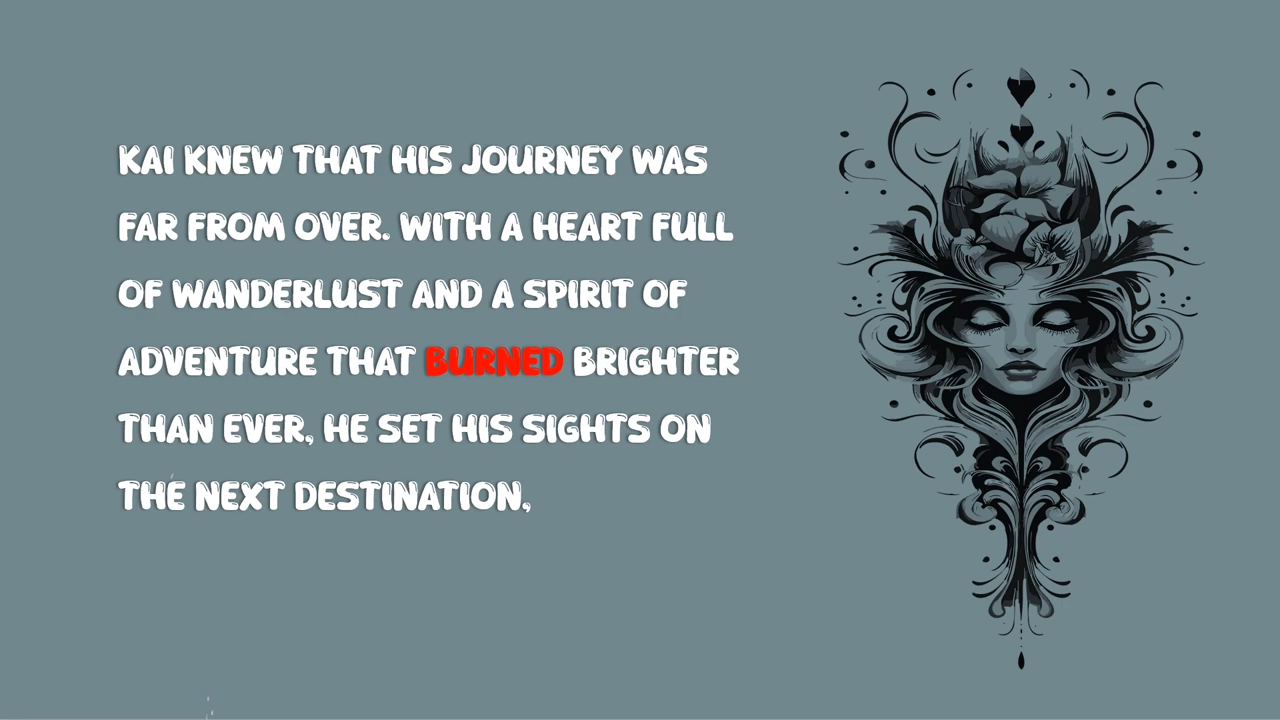 KAI KNEW THAT HIS JOURNEY WAS
FAR FROM OVER. WITH A HEART FULL
OF WANDERLUST AND A SPIRIT OF
ADVENTURE THAT BURNED BRIGHTER
THAN EVER, HE SET HIS SIGHTS ON
THE NEXT DESTINATION,